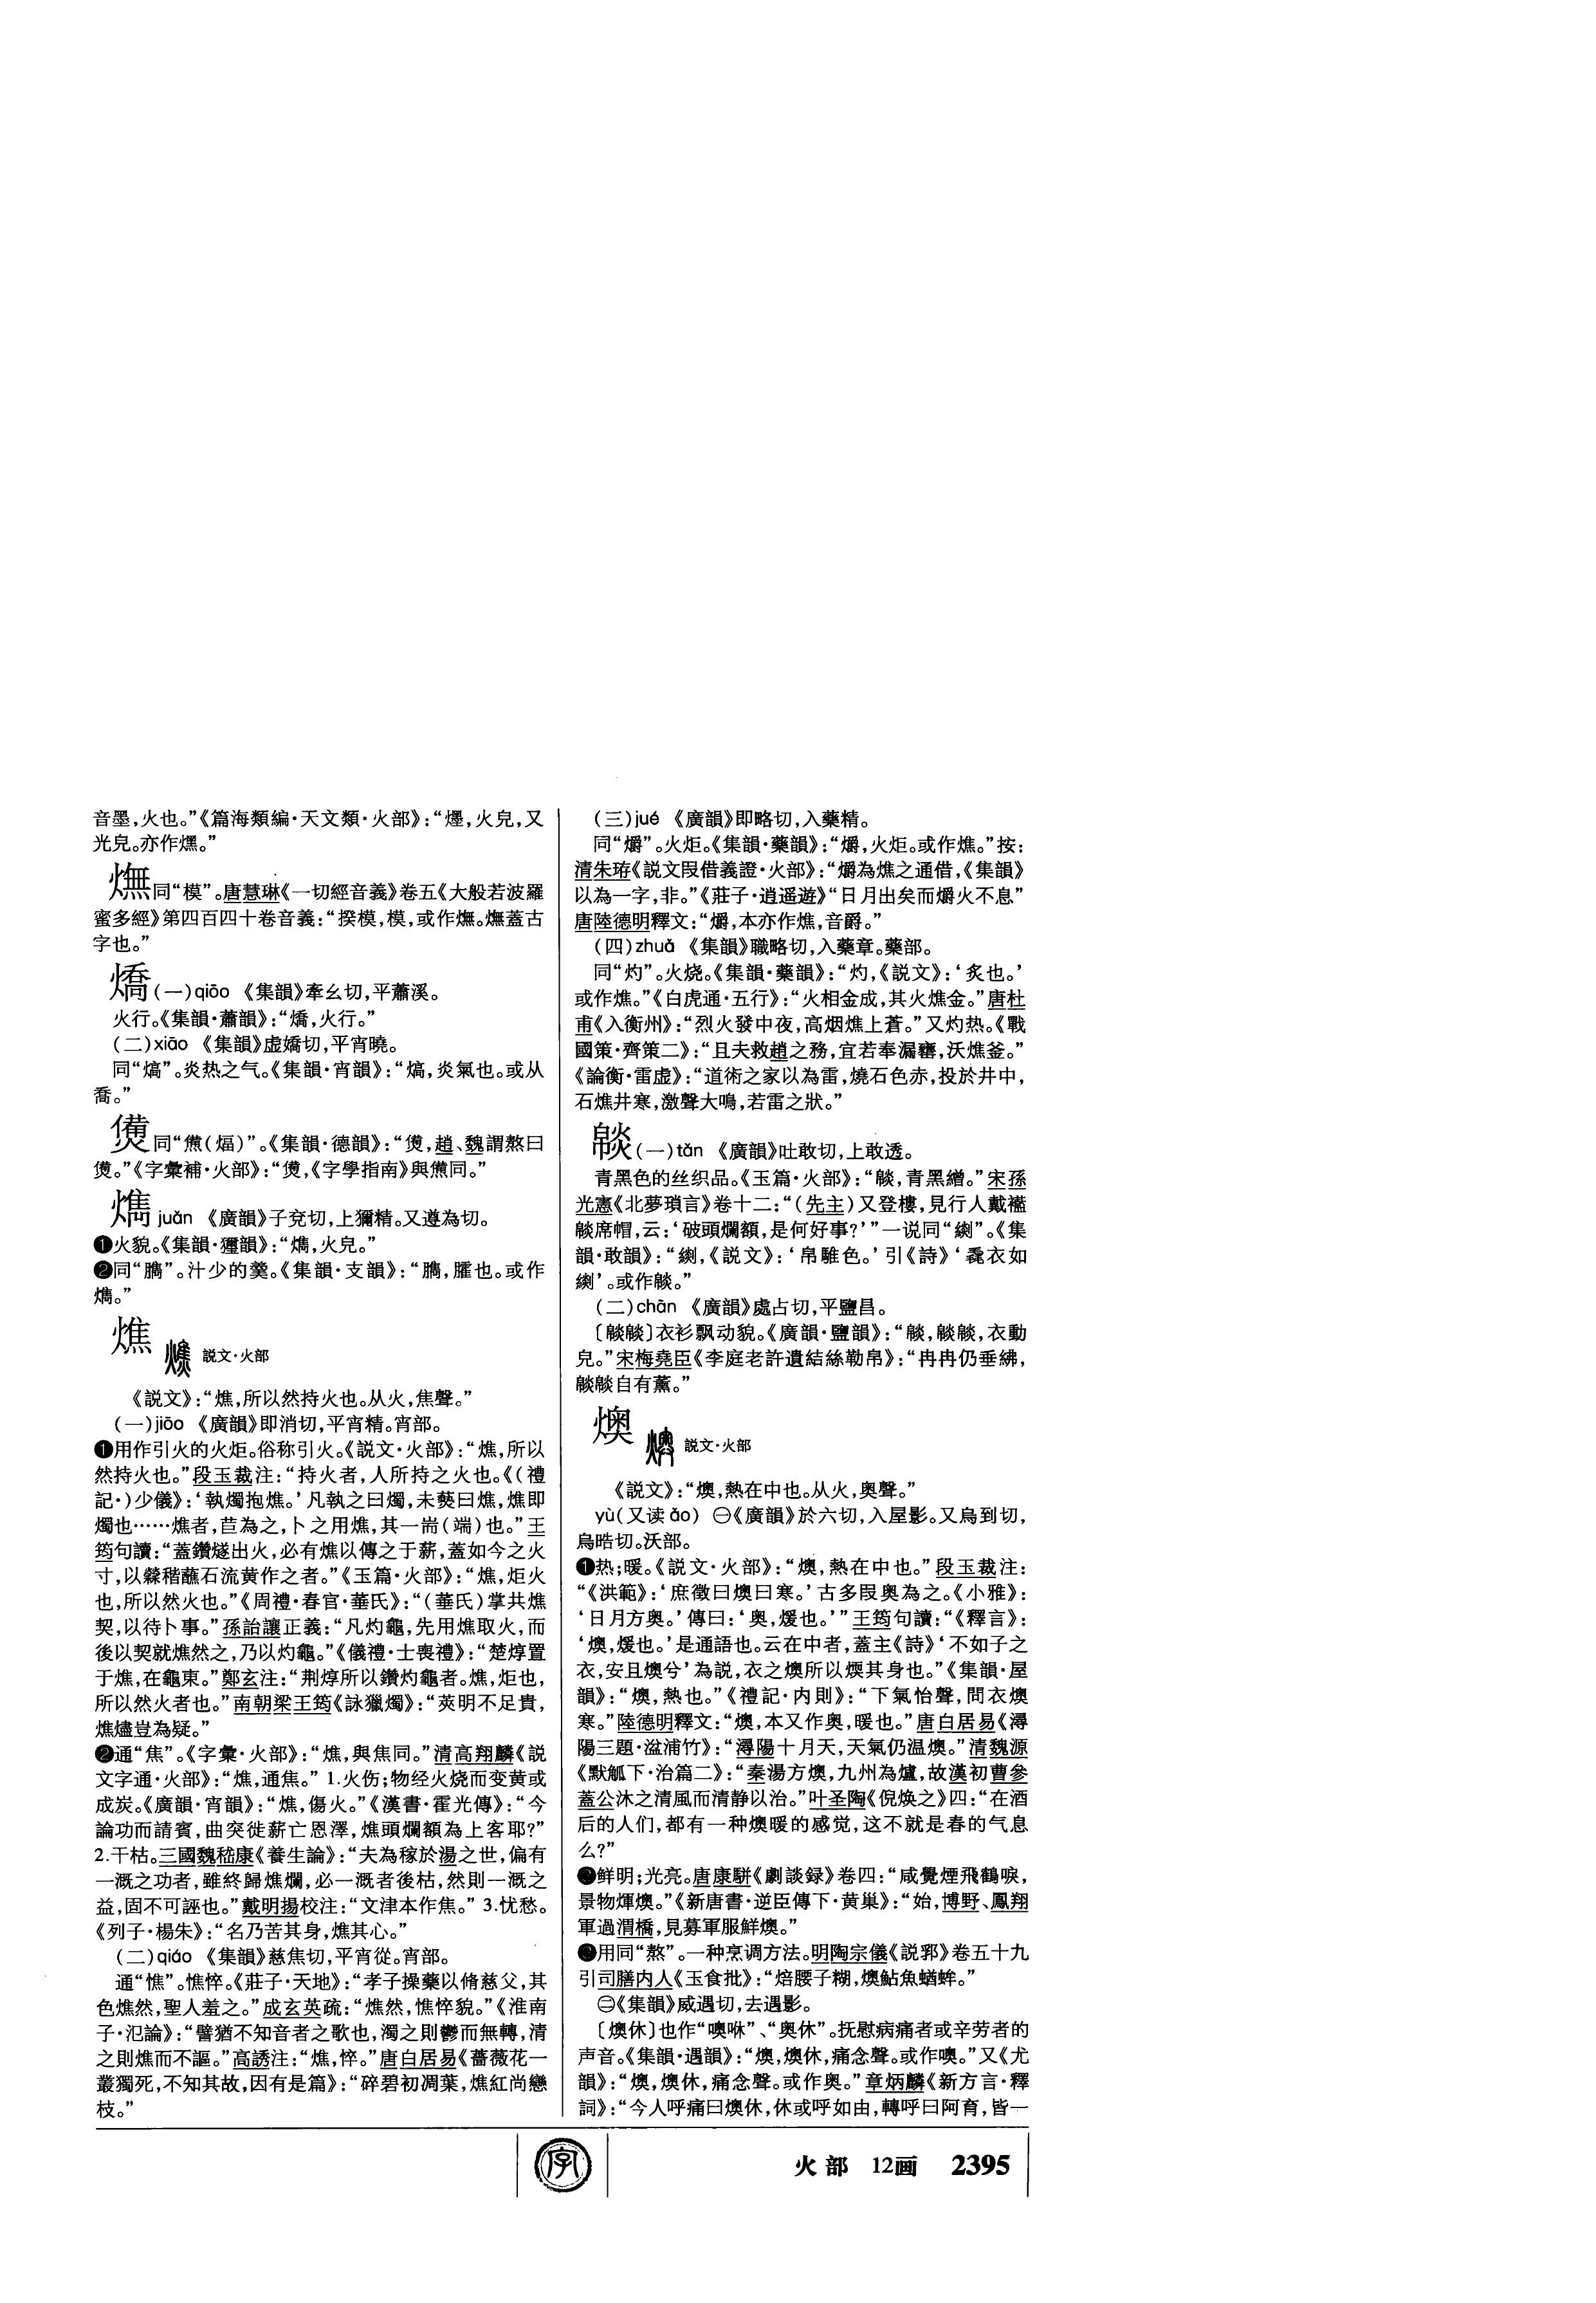 音墨，火也。”《篇海類編·天文類·火部》：“爅，火皃，又
光皃。亦作𤏮。”
橅同“模”。唐慧琳《一切經音義》卷五《大般若波羅
蜜多經》第四百四十卷音義：“揆模，模，或作㷻。㷻蓋古
字也。”
燆(一)qiāo 《集韻》牽幺切，平蕭溪。
火行。《集韻·蕭韻》：“燆，火行。”
(二)xiāo 《集韻》虚嬌切，平宵曉。
同“熇”。炎热之气。《集韻·宵韻》：“熇，炎氣也。或从
喬。”
同“㷶(煏)”。《集韻·德韻》：“，趙、魏謂熬曰
。”《字彙補·火部》：“，《字學指南》與㷶同。”
㷷 juǎn 《廣韻》子兗切，上獮精。又遵為切。
❶火貌。《集韻·獮韻》：“㷷，火皃。”
❷同“臇”。汁少的羹。《集韻·支韻》：“臇，臛也。或作
㷷。”
燋 説文·火部
《説文》：“燋，所以然持火也。从火，焦聲。”
(一)jiāo 《廣韻》即消切，平宵精。宵部。
❶用作引火的火炬。俗称引火。《説文·火部》：“燋，所以
然持火也。”段玉裁注：“持火者，人所持之火也。《(禮
記·)少儀》：‘執燭抱燋。’凡執之曰燭，未爇曰燋，燋即
燭也……燋者，苣為之，卜之用燋，其一耑(端)也。”王
筠句讀：“蓋鑽燧出火，必有燋以傳之于薪，蓋如今之火
寸，以檾稭蘸石流黄作之者。”《玉篇·火部》：“燋，炬火
也，所以然火也。”《周禮·春官·菙氏》：“(菙氏)掌共燋
契，以待卜事。”孫詒讓正義：“凡灼龜，先用燋取火，而
後以契就燋然之，乃以灼龜。”《儀禮·士喪禮》：“楚焞置
于燋，在龜東。”鄭玄注：“荆焞所以鑽灼龜者。燋，炬也，
所以然火者也。”南朝梁王筠《詠獵燭》：“莢明不足貴，
燋燼豈為疑。”
❷通“焦”。《字彙·火部》：“燋，與焦同。”清高翔麟《説
文字通·火部》：“燋，通焦。” 1.火伤；物经火烧而变黄或
成炭。《廣韻·宵韻》：“燋，傷火。”《漢書·霍光傳》：“今
論功而請賓，曲突徙薪亡恩澤，燋頭爛額為上客耶？”
2.干枯。三國魏嵇康《養生論》：“夫為稼於湯之世，偏有
一溉之功者，雖終歸燋爛，必一溉者後枯，然則一溉之
益，固不可誣也。”戴明揚校注：“文津本作焦。” 3.忧愁。
《列子·楊朱》：“名乃苦其身，燋其心。”
(二)qiáo 《集韻》慈焦切，平宵從。宵部。
通“憔”。憔悴。《莊子·天地》：“孝子操藥以脩慈父，其
色燋然，聖人羞之。”成玄英疏：“燋然，憔悴貌。”《淮南
子·氾論》：“譬猶不知音者之歌也，濁之則鬱而無轉，清
之則燋而不謳。”高誘注：“燋，悴。”唐白居易《薔薇花一
叢獨死，不知其故，因有是篇》：“碎碧初凋葉，燋紅尚戀
枝。”
(三)jué 《廣韻》即略切，入藥精。
同“爝”。火炬。《集韻·藥韻》：“爝，火炬。或作燋。”按：
清朱珔《説文叚借義證·火部》：“爝為燋之通借，《集韻》
以為一字，非。”《莊子·逍遥遊》“日月出矣而爝火不息”
唐陸德明釋文：“爝，本亦作燋，音爵。”
(四)zhuó 《集韻》職略切，入藥章。藥部。
同“灼”。火烧。《集韻·藥韻》：“灼，《説文》：‘炙也。’
或作燋。”《白虎通·五行》：“火相金成，其火燋金。”唐杜
甫《入衡州》：“烈火發中夜，高烟燋上蒼。”又灼热。《戰
國策·齊策二》：“且夫救趙之務，宜若奉漏甕，沃燋釜。”
《論衡·雷虚》：“道術之家以為雷，燒石色赤，投於井中，
石燋井寒，激聲大鳴，若雷之狀。”
㲜(一)tǎn 《廣韻》吐敢切，上敢透。
青黑色的丝织品。《玉篇·火部》：“，青黑繒。”宋孫
光憲《北夢瑣言》卷十二：“(先主)又登樓，見行人戴襤
席帽，云：‘破頭爛額，是何好事？’”一说同“緂”。《集
韻·敢韻》：“，《説文》：‘帛騅色。’引《詩》‘毳衣如
’。或作。”
(二)chān 《廣韻》處占切，平鹽昌。
〔〕衣衫飘动貌。《廣韻·鹽韻》：“，，衣動
皃。”宋梅堯臣《李庭老許遺結絲勒帛》：“冉冉仍垂紼，
自有薰。”
燠 説文·火部
《説文》：“燠，熱在中也。从火，奥聲。”
yù(又读ǎo) ㊀《廣韻》於六切，入屋影。又烏到切，
烏晧切。沃部。
❶热；暖。《説文·火部》：“燠，熱在中也。”段玉裁注：
“《洪範》：‘庶徵曰燠曰寒。’古多叚奥為之。《小雅》：
‘日月方奥。’傳曰：‘奥，煖也。’”王筠句讀：“《釋言》：
‘燠，煖也。’是通語也。云在中者，蓋主《詩》‘不如子之
衣，安且燠兮’為説，衣之燠所以煗其身也。”《集韻·屋
韻》：“燠，熱也。”《禮記·内則》：“下氣怡聲，問衣燠
寒。”陸德明釋文：“燠，本又作奥，暖也。”唐白居易《潯
陽三題·湓浦竹》：“潯陽十月天，天氣仍温燠。”清魏源
《默觚下·治篇二》：“秦湯方燠，九州為爐，故漢初曹參
蓋公沐之清風而清静以治。”叶圣陶《倪焕之》四：“在酒
后的人们，都有一种燠暖的感觉，这不就是春的气息
么？”
❷鲜明；光亮。唐康駢《劇談録》卷四：“咸覺煙飛鶴唳，
景物煇燠。”《新唐書·逆臣傳下·黄巢》：“始，博野、鳳翔
軍過渭橋，見募軍服鮮燠。”
❸用同“熬”。一种烹调方法。明陶宗儀《説郛》卷五十九
引司膳内人《玉食批》：“焙腰子糊，燠鮎魚蝤蛑。”
㊁《集韻》威遇切，去遇影。
〔燠休〕也作“噢咻”、“奥休”。抚慰病痛者或辛劳者的
声音。《集韻·遇韻》：“燠，燠休，痛念聲。或作噢。”又《尤
韻》：“燠，燠休，痛念聲。或作奥。”章炳麟《新方言·釋
詞》：“今人呼痛曰燠休，休或呼如由，轉呼曰阿育，皆一
字
火部 12画 2395